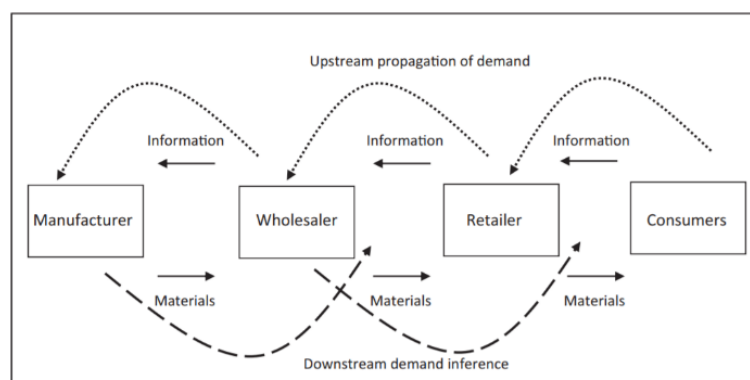 Upstream propagation of demand
Information
Information
Information
Manufacturer
Wholesaler
Retailer
Consumers
Materials
Materials
Materials
Downstream demand inference